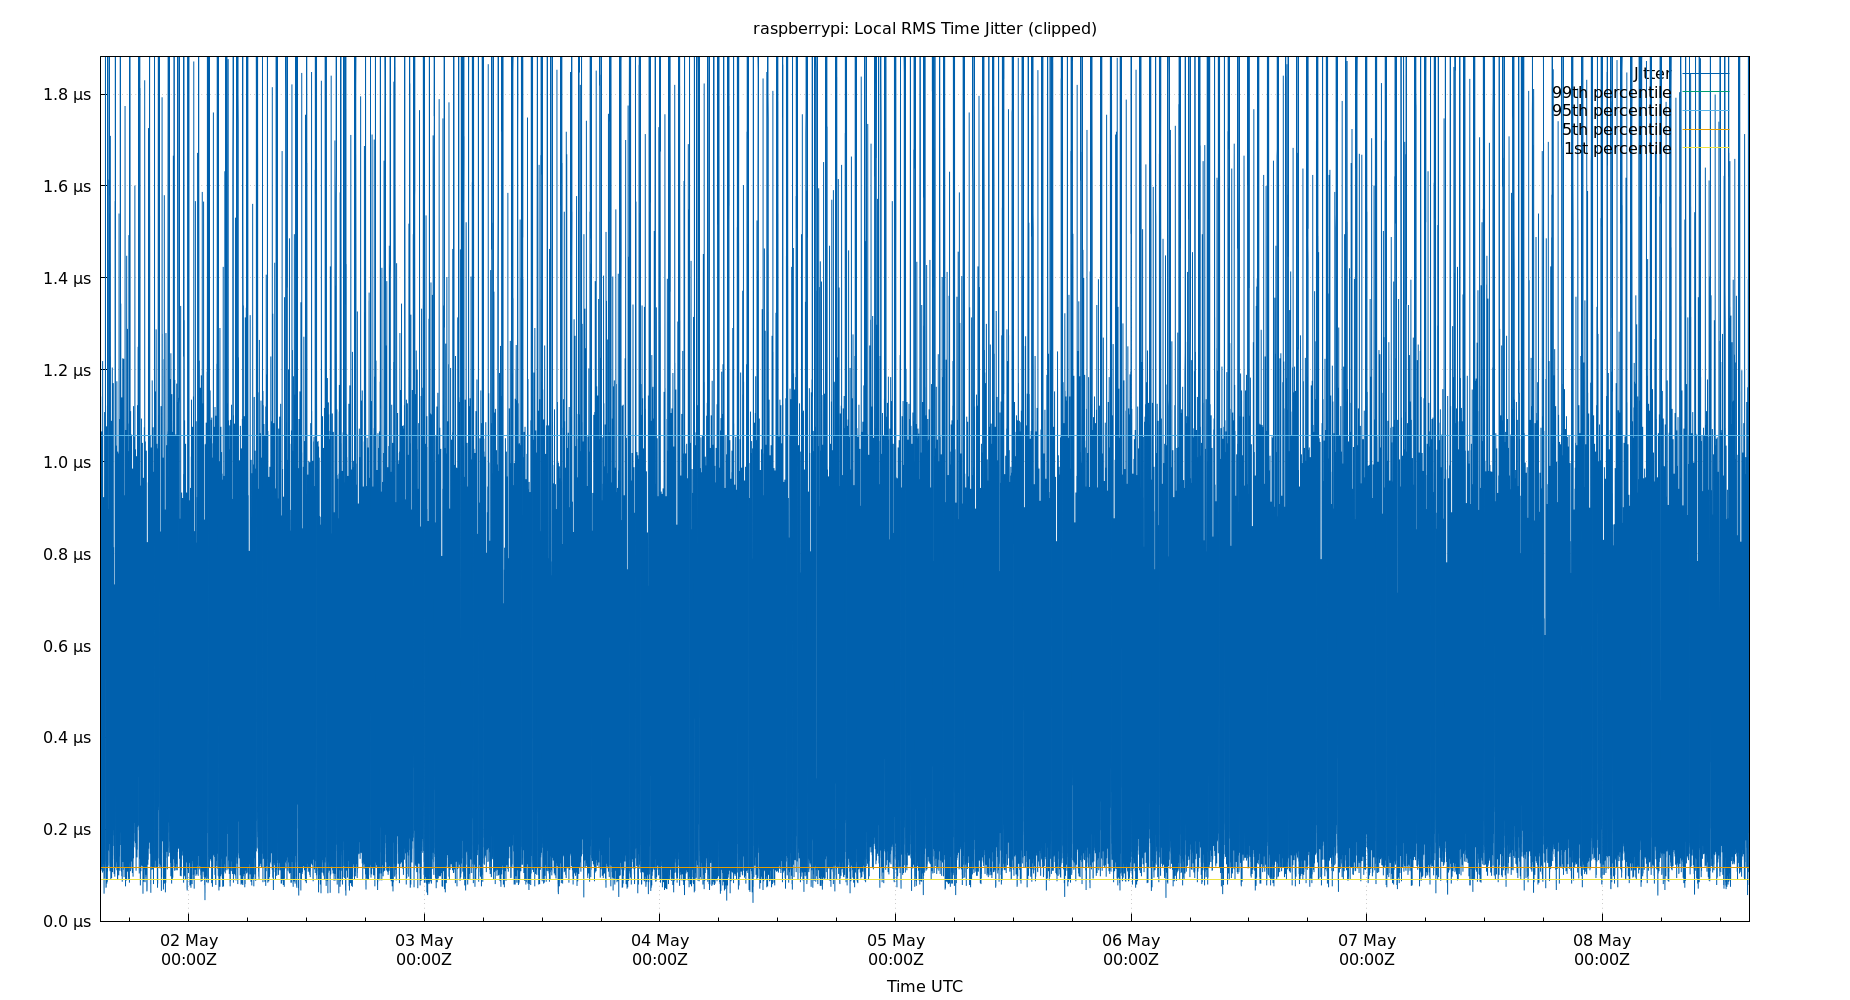 raspberrypi: Local RMS Time Jitter (clipped)
Jitter
99th percentile
95th percentile
5th percentile
1st percentile
1.8 µs
1.6 µs
1.4 µs
1.2 µs
1.0 µs
0.8 µs
0.6 µs
0.4 µs
0.2 µs
0.0 µs
02 May 03 May 04 May 05 May 06 May 07 May 08 May
00:00Z 00:00Z 00:00Z 00:00Z 00:00Z 00:00Z 00:00Z
Time UTC